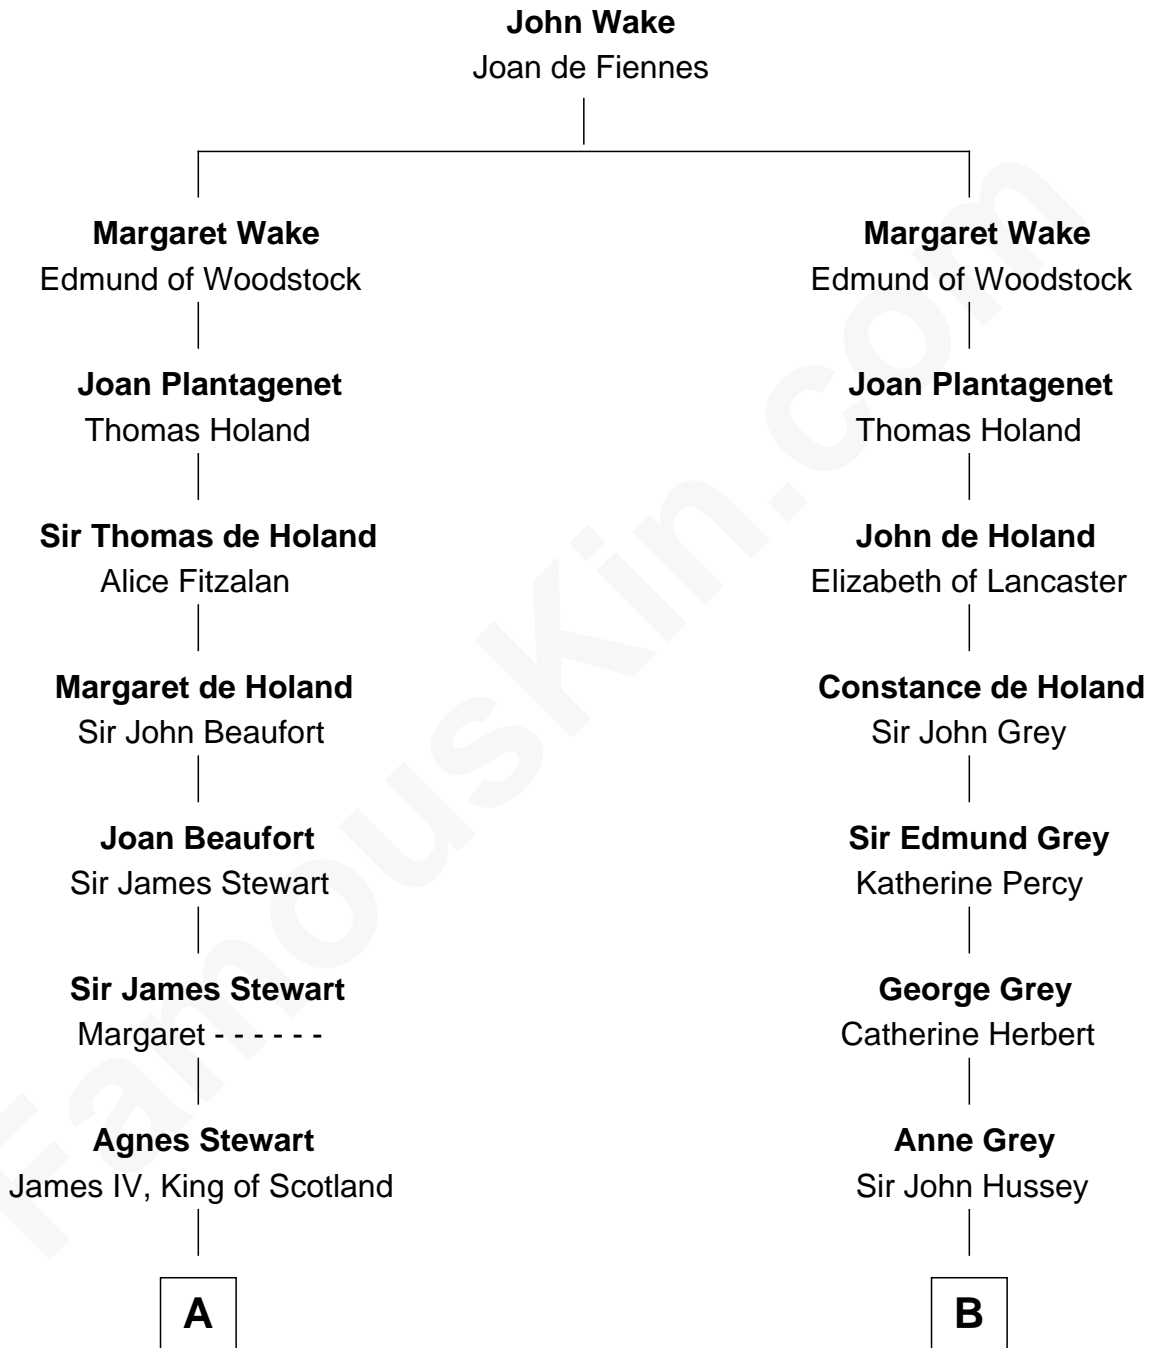 John Wake
Joan de Fiennes
Margaret Wake
Edmund of Woodstock
Margaret Wake
Edmund of Woodstock
Joan Plantagenet
Thomas Holand
Joan Plantagenet
Thomas Holand
Sir Thomas de Holand
Alice Fitzalan
John de Holand
Elizabeth of Lancaster
Margaret de Holand
Sir John Beaufort
Constance de Holand
Sir John Grey
Joan Beaufort
Sir James Stewart
Sir Edmund Grey
Katherine Percy
Sir James Stewart
Margaret - - - - - -
George Grey
Catherine Herbert
Agnes Stewart
James IV, King of Scotland
Anne Grey
Sir John Hussey
A
B
FamousKin.com